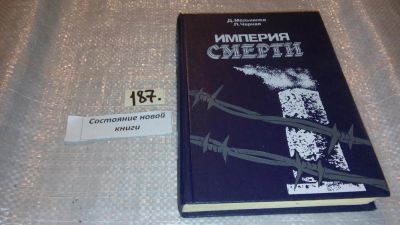 Д.Мельников
Л.Черная
ИМПЕРИЯ
СМЕРТИ
187.
Состояние новой
книги